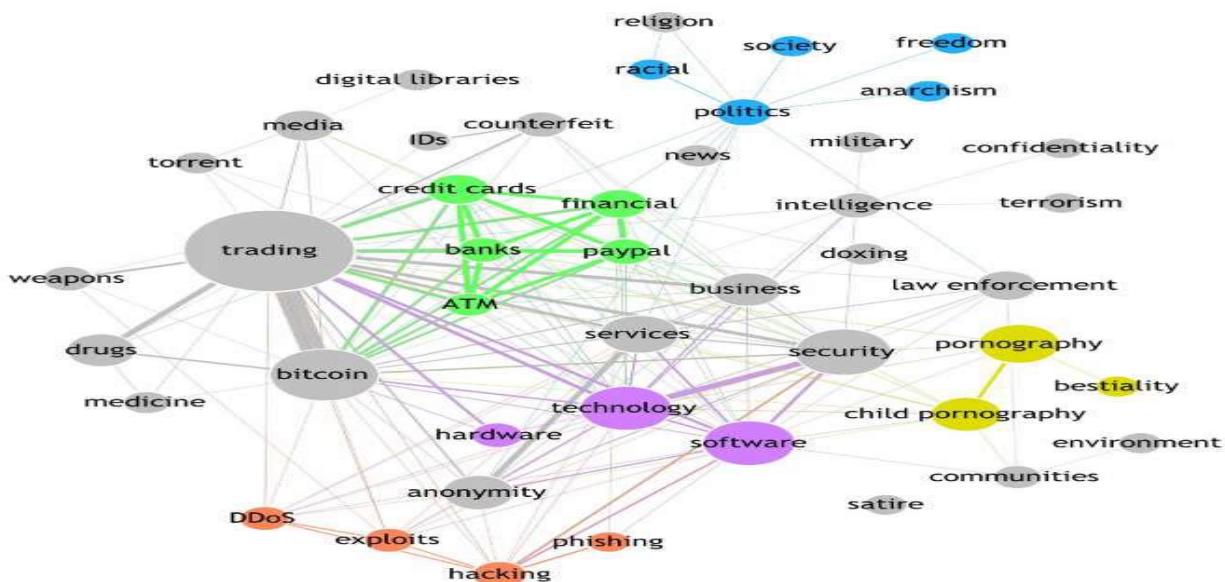 religion
society
freedom
racial
digital libraries
anarchism
politics
media
IDs
counterfeit
military
confidentiality
torrent
news
credit cards
financial
intelligence
terrorism
trading
banks
paypal
doxing
weapons
business
law enforcement
ATM
services
drugs
security
pornography
bitcoin
bestiality
medicine
technology
child pornography
hardware
software
environment
anonymity
communities
satire
DDoS
exploits
phishing
hacking